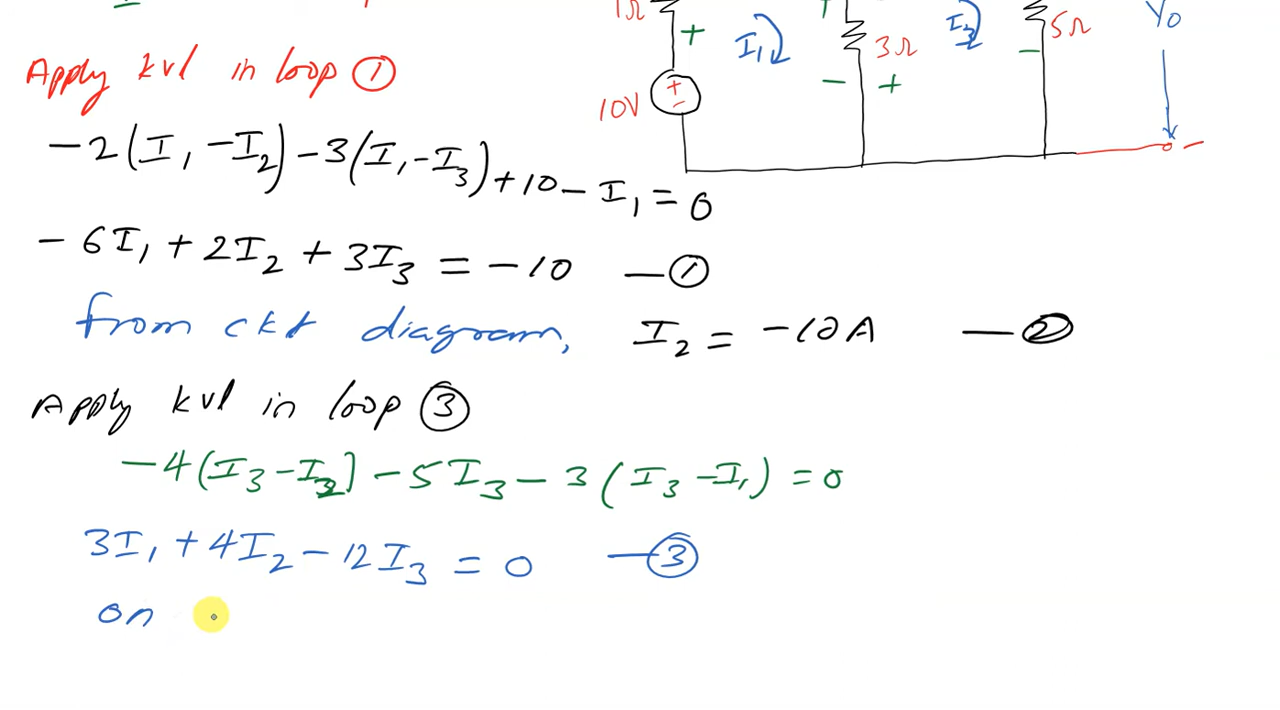 1Ω
+
I1
+
3Ω
I3
5Ω
Vo
-
- +
10V
+
-
-
Apply kvl in loop ①
-2(I1 -I2) -3(I1 -I3) +10 - I1 = 0
-6I1 + 2I2 + 3I3 = -10 —①
from ckt diagram, I2 = -10A —②
Apply kvl in loop ③
-4(I3 -I2) -5I3 - 3(I3 -I1) = 0
3I1 + 4I2 - 12I3 = 0 —③
on